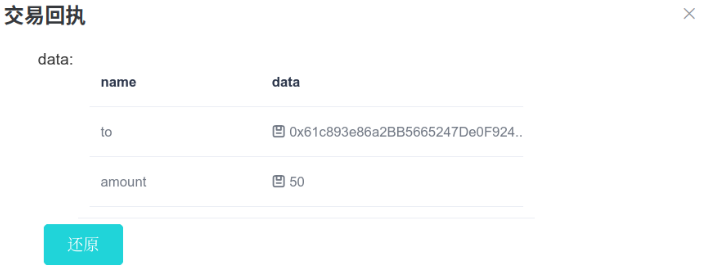 交易回执
data:
name data
to 0x61c893e86a2BB5665247De0F924..
amount 50
还原